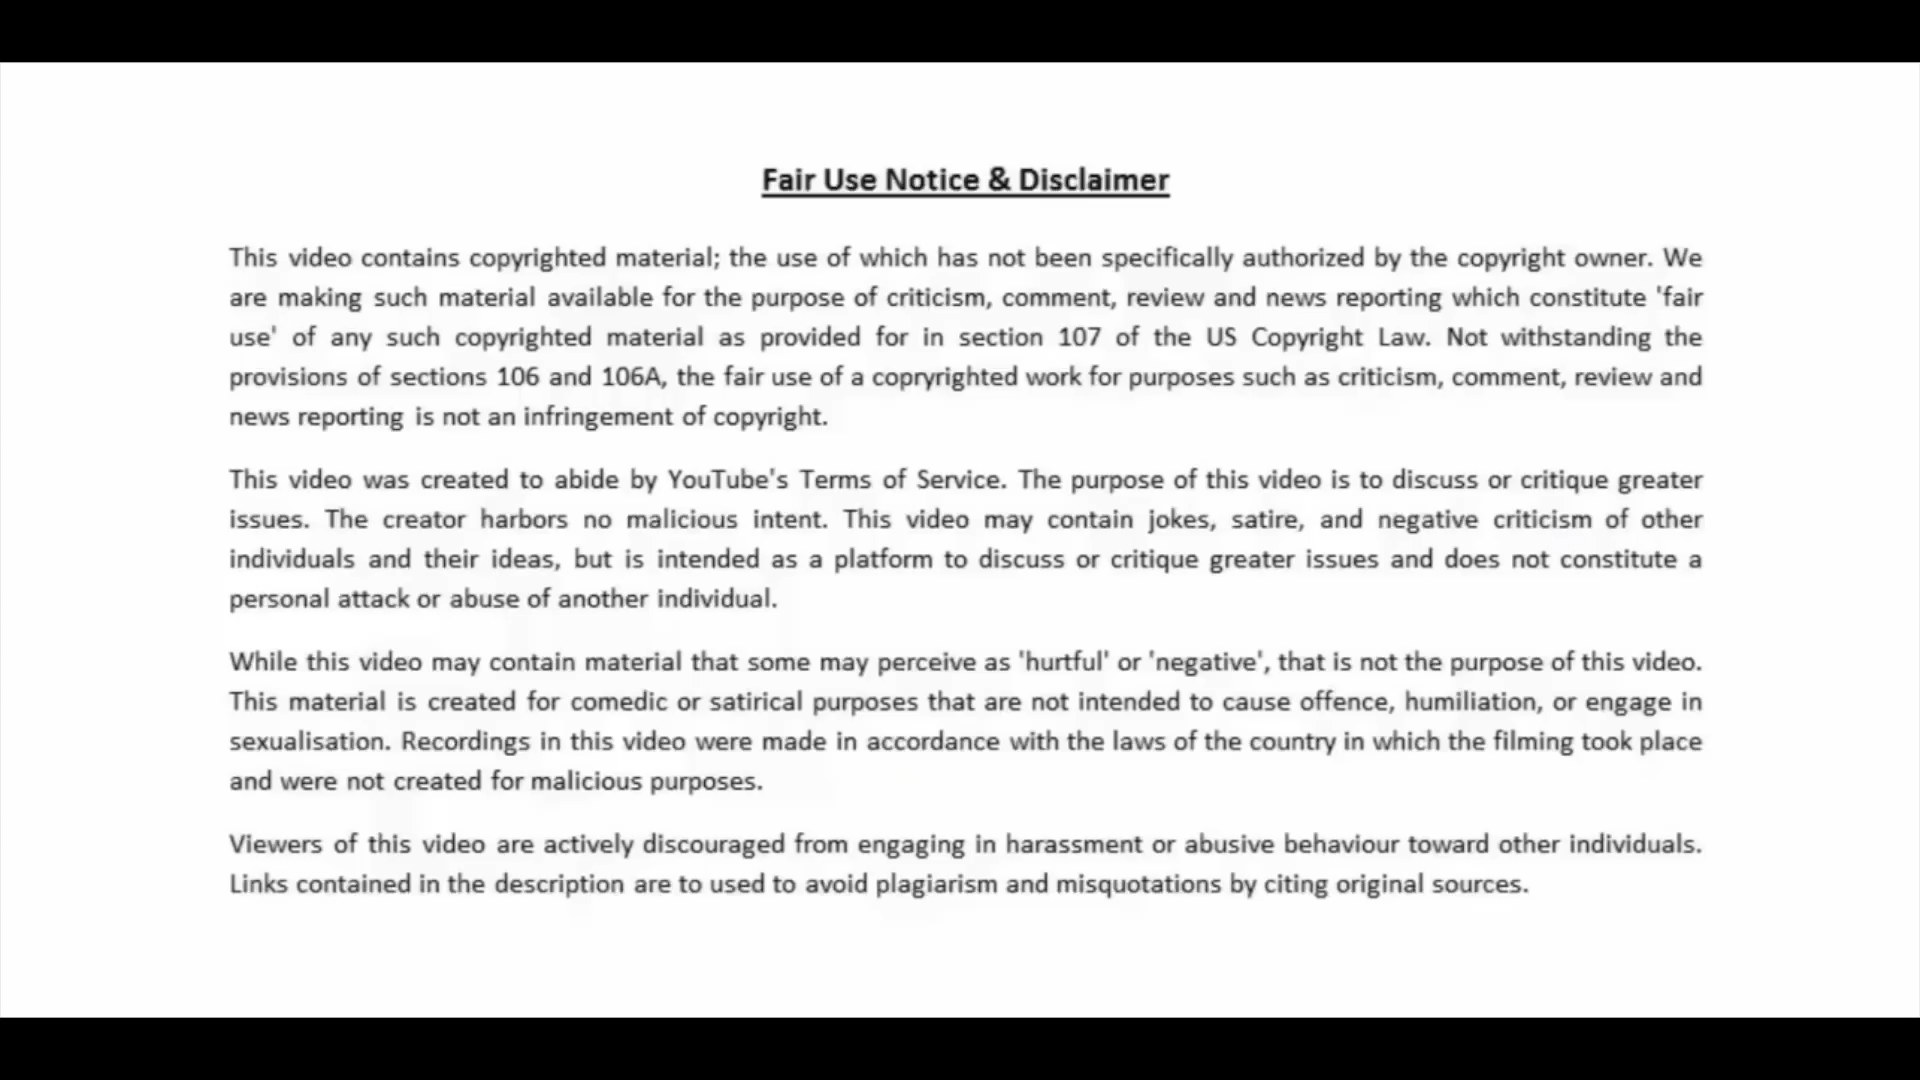 Fair Use Notice & Disclaimer
This video contains copyrighted material; the use of which has not been specifically authorized by the copyright owner. We
are making such material available for the purpose of criticism, comment, review and news reporting which constitute 'fair
use' of any such copyrighted material as provided for in section 107 of the US Copyright Law. Not withstanding the
provisions of sections 106 and 106A, the fair use of a copryrighted work for purposes such as criticism, comment, review and
news reporting is not an infringement of copyright.
This video was created to abide by YouTube's Terms of Service. The purpose of this video is to discuss or critique greater
issues. The creator harbors no malicious intent. This video may contain jokes, satire, and negative criticism of other
individuals and their ideas, but is intended as a platform to discuss or critique greater issues and does not constitute a
personal attack or abuse of another individual.
While this video may contain material that some may perceive as 'hurtful' or 'negative', that is not the purpose of this video.
This material is created for comedic or satirical purposes that are not intended to cause offence, humiliation, or engage in
sexualisation. Recordings in this video were made in accordance with the laws of the country in which the filming took place
and were not created for malicious purposes.
Viewers of this video are actively discouraged from engaging in harassment or abusive behaviour toward other individuals.
Links contained in the description are to used to avoid plagiarism and misquotations by citing original sources.